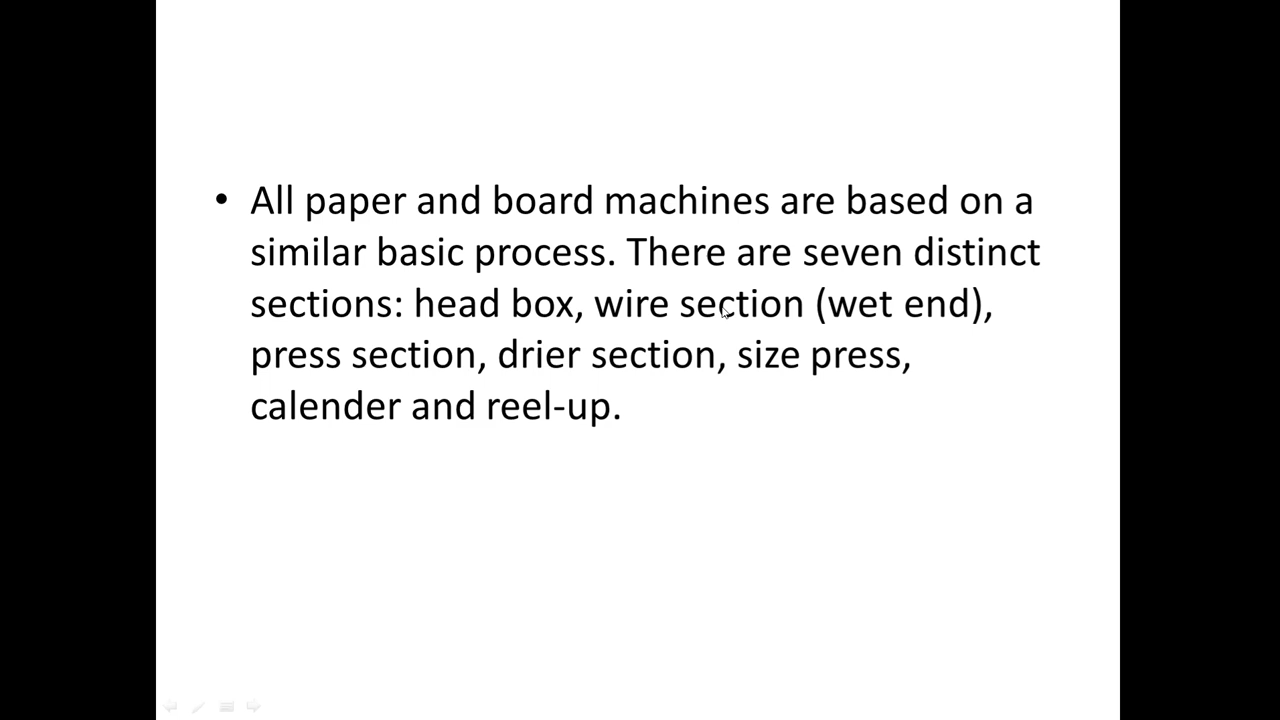 • All paper and board machines are based on a
similar basic process. There are seven distinct
sections: head box, wire section (wet end),
press section, drier section, size press,
calender and reel-up.